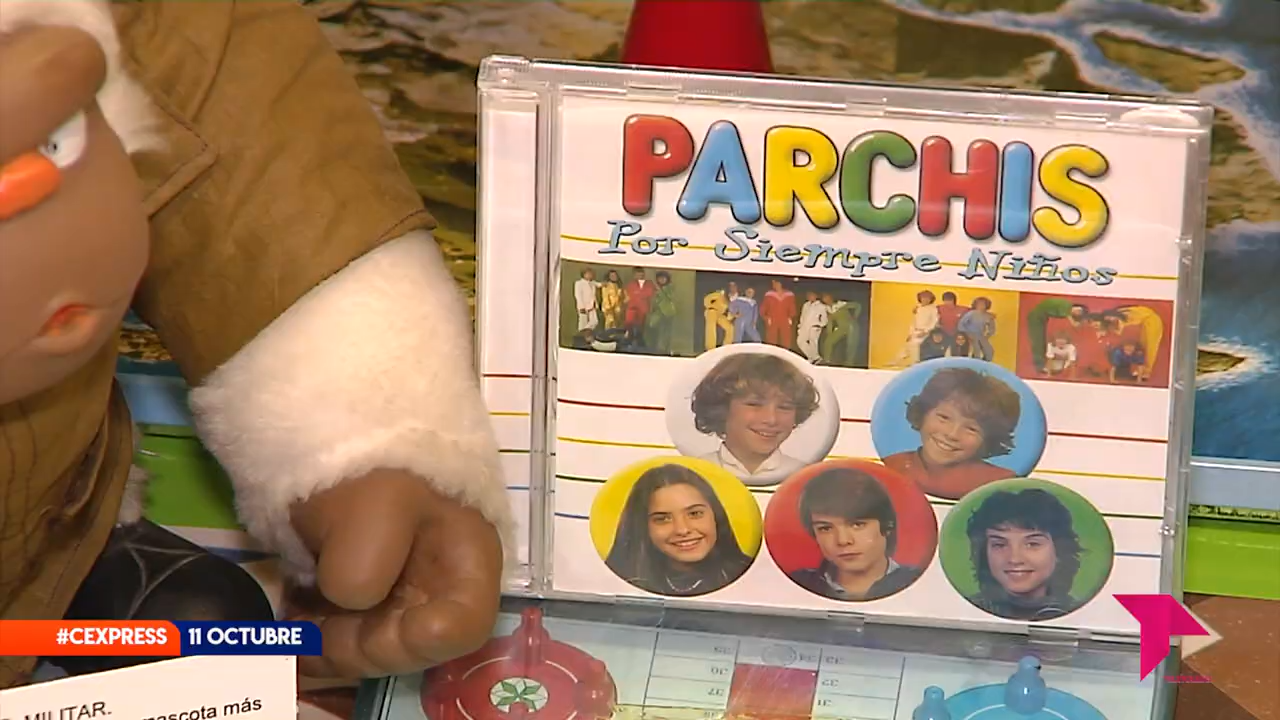 PARCHIS
Por Siempre Niños
#CEXPRESS
11 OCTUBRE
MILITAR.
mascota más